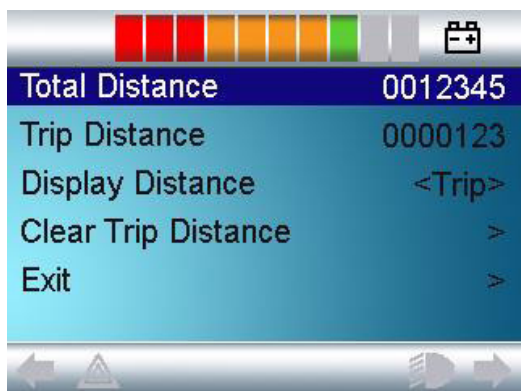 Total Distance 0012345
Trip Distance 0000123
Display Distance <Trip>
Clear Trip Distance >
Exit >